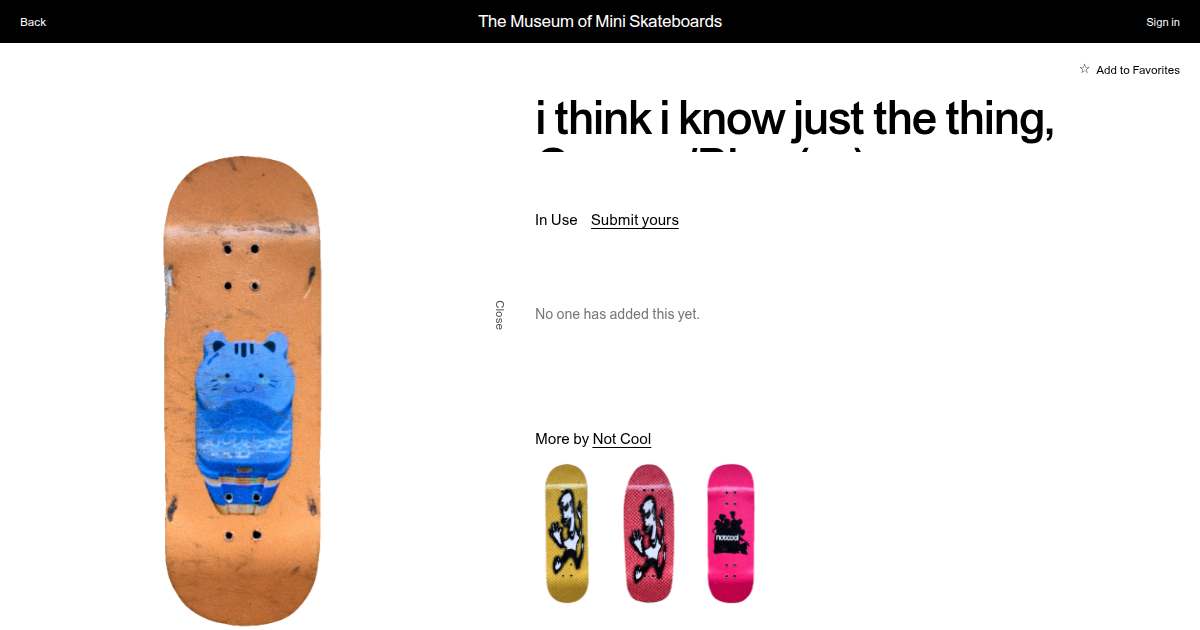 Back
The Museum of Mini Skateboards
Sign in
☆ Add to Favorites
i think i know just the thing,
In Use Submit yours
Close
No one has added this yet.
More by Not Cool
notcool